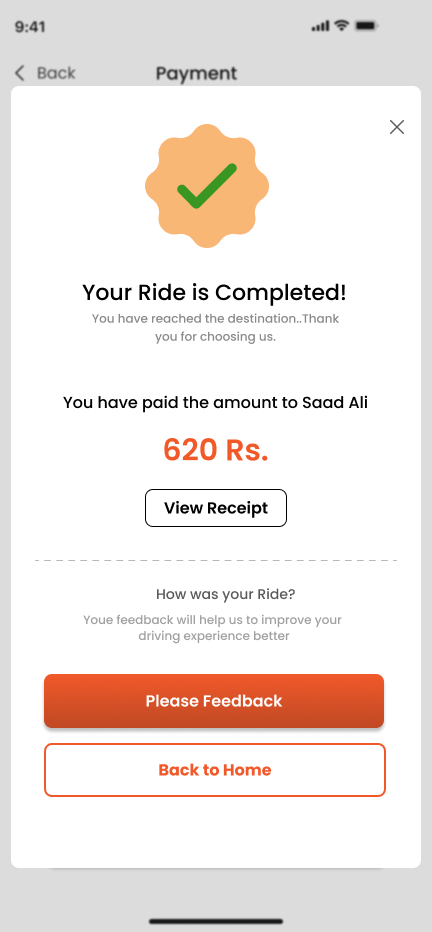 9:41
Back
Payment
Your Ride is Completed!
You have reached the destination..Thank
you for choosing us.
You have paid the amount to Saad Ali
620 Rs.
View Receipt
How was your Ride?
Youe feedback will help us to improve your
driving experience better
Please Feedback
Back to Home